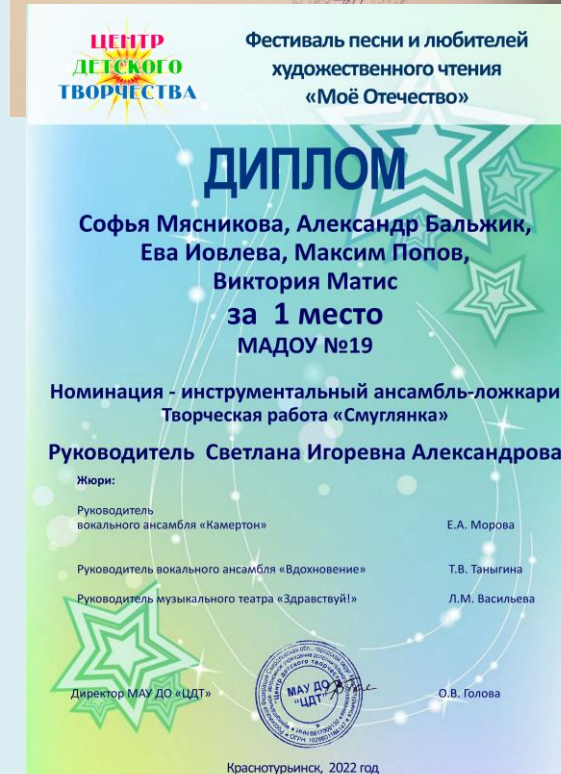 ЦЕНТР
ДЕТСКОГО
ТВОРЧЕСТВА
Фестиваль песни и любителей
художественного чтения
«Моё Отечество»
ДИПЛОМ
Софья Мясникова, Александр Бальжик,
Ева Иовлева, Максим Попов,
Виктория Матис
за 1 место
МАДОУ №19
Номинация - инструментальный ансамбль-ложкари
Творческая работа «Смуглянка»
Руководитель Светлана Игоревна Александрова
Жюри:
Руководитель
вокального ансамбля «Камертон» Е.А. Морова
Руководитель вокального ансамбля «Вдохновение» Т.В. Таныгина
Руководитель музыкального театра «Здравствуй!» Л.М. Васильева
Директор МАУ ДО «ЦДТ» О.В. Голова
МАУ ДО
"ЦДТ"
Краснотурьинск, 2022 год